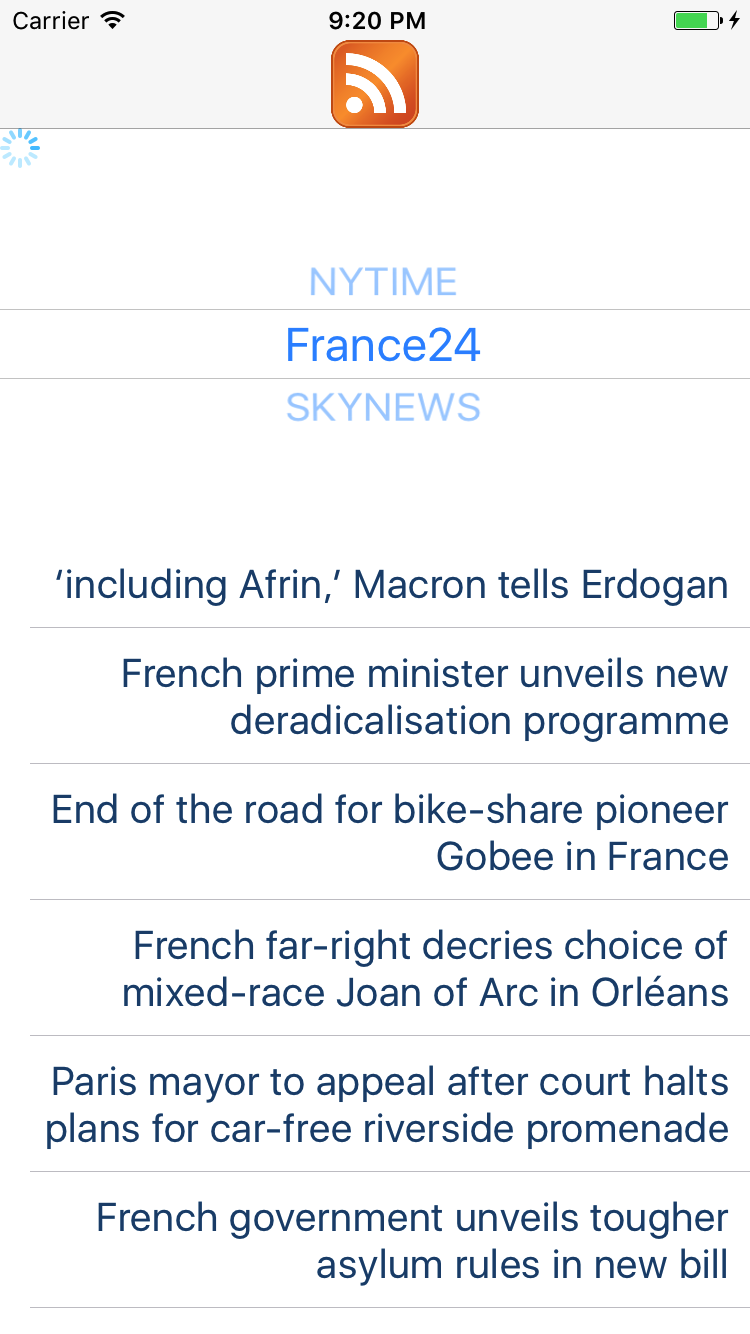 Carrier 9:20 PM
NYTIME
France24
SKYNEWS
‘including Afrin,’ Macron tells Erdogan
French prime minister unveils new
deradicalisation programme
End of the road for bike-share pioneer
Gobee in France
French far-right decries choice of
mixed-race Joan of Arc in Orléans
Paris mayor to appeal after court halts
plans for car-free riverside promenade
French government unveils tougher
asylum rules in new bill